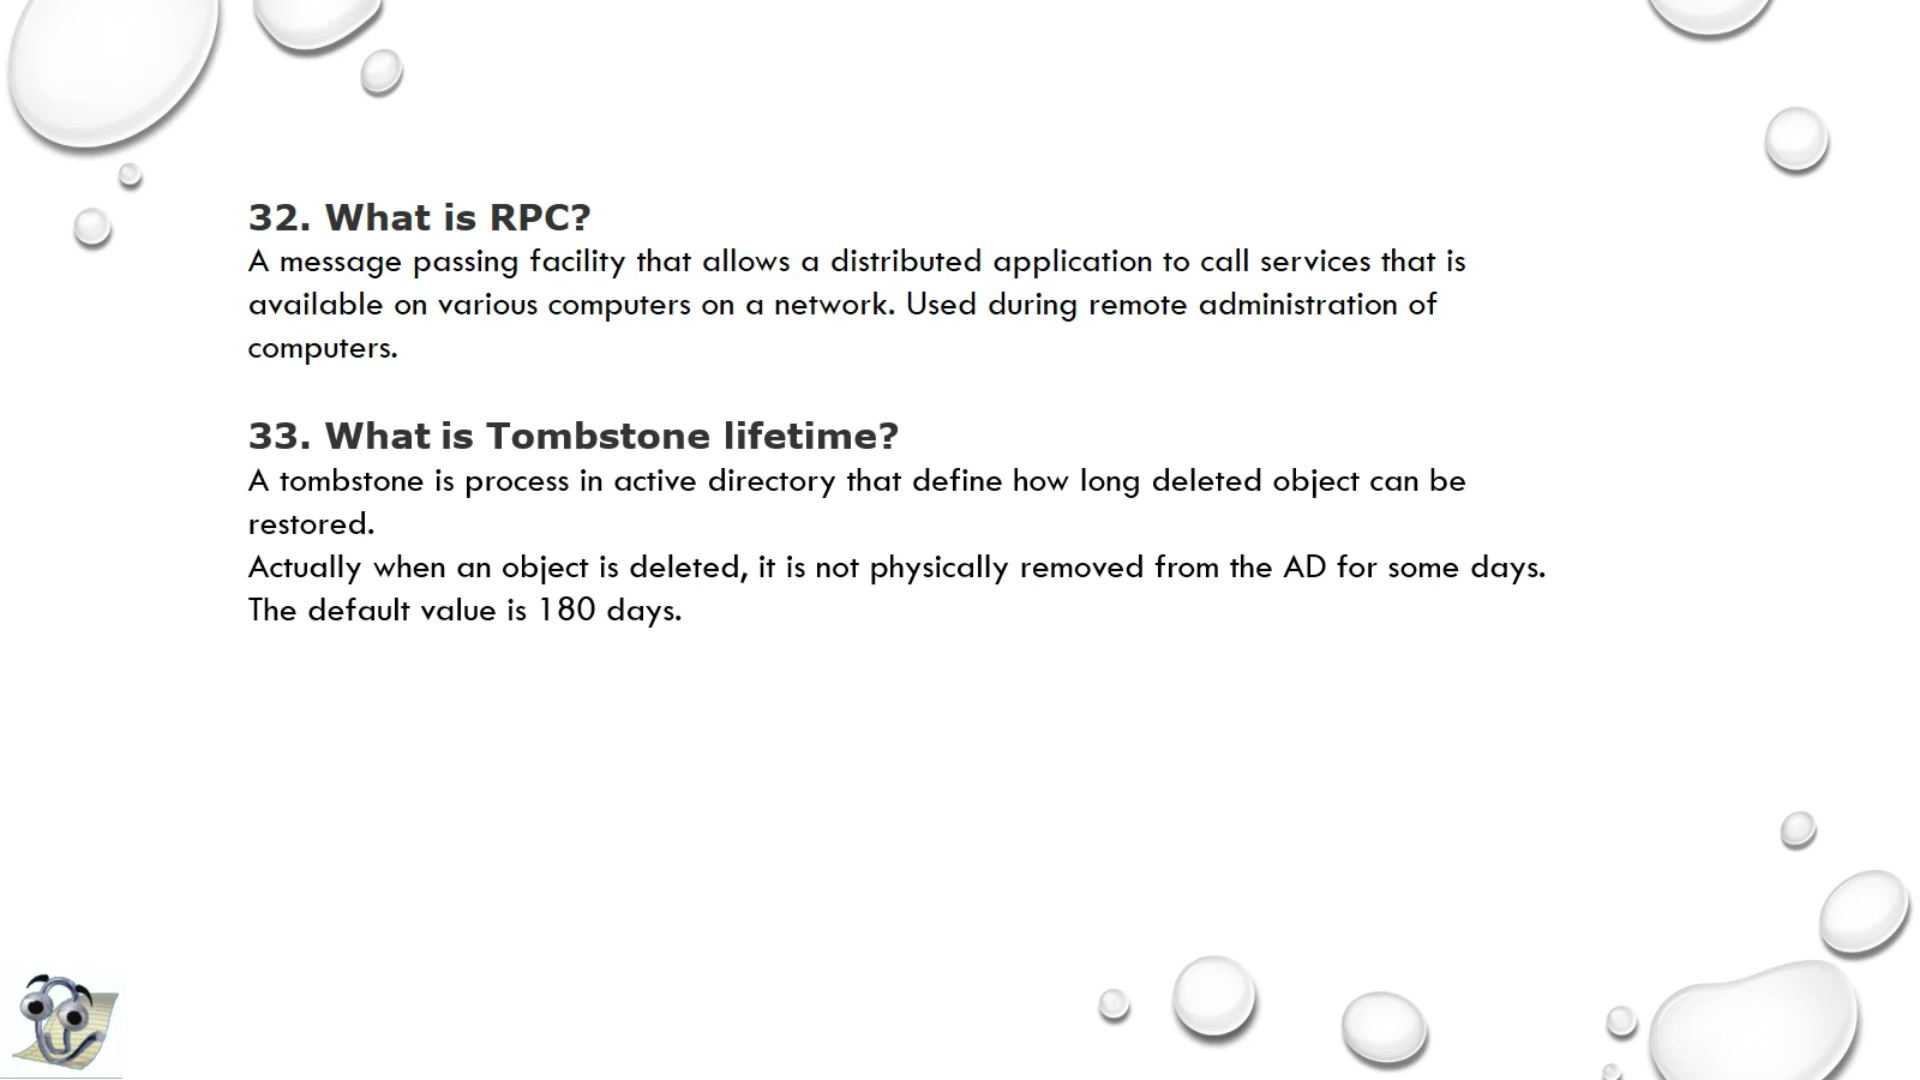 32. What is RPC?
A message passing facility that allows a distributed application to call services that is
available on various computers on a network. Used during remote administration of
computers.
33. What is Tombstone lifetime?
A tombstone is process in active directory that define how long deleted object can be
restored.
Actually when an object is deleted, it is not physically removed from the AD for some days.
The default value is 180 days.